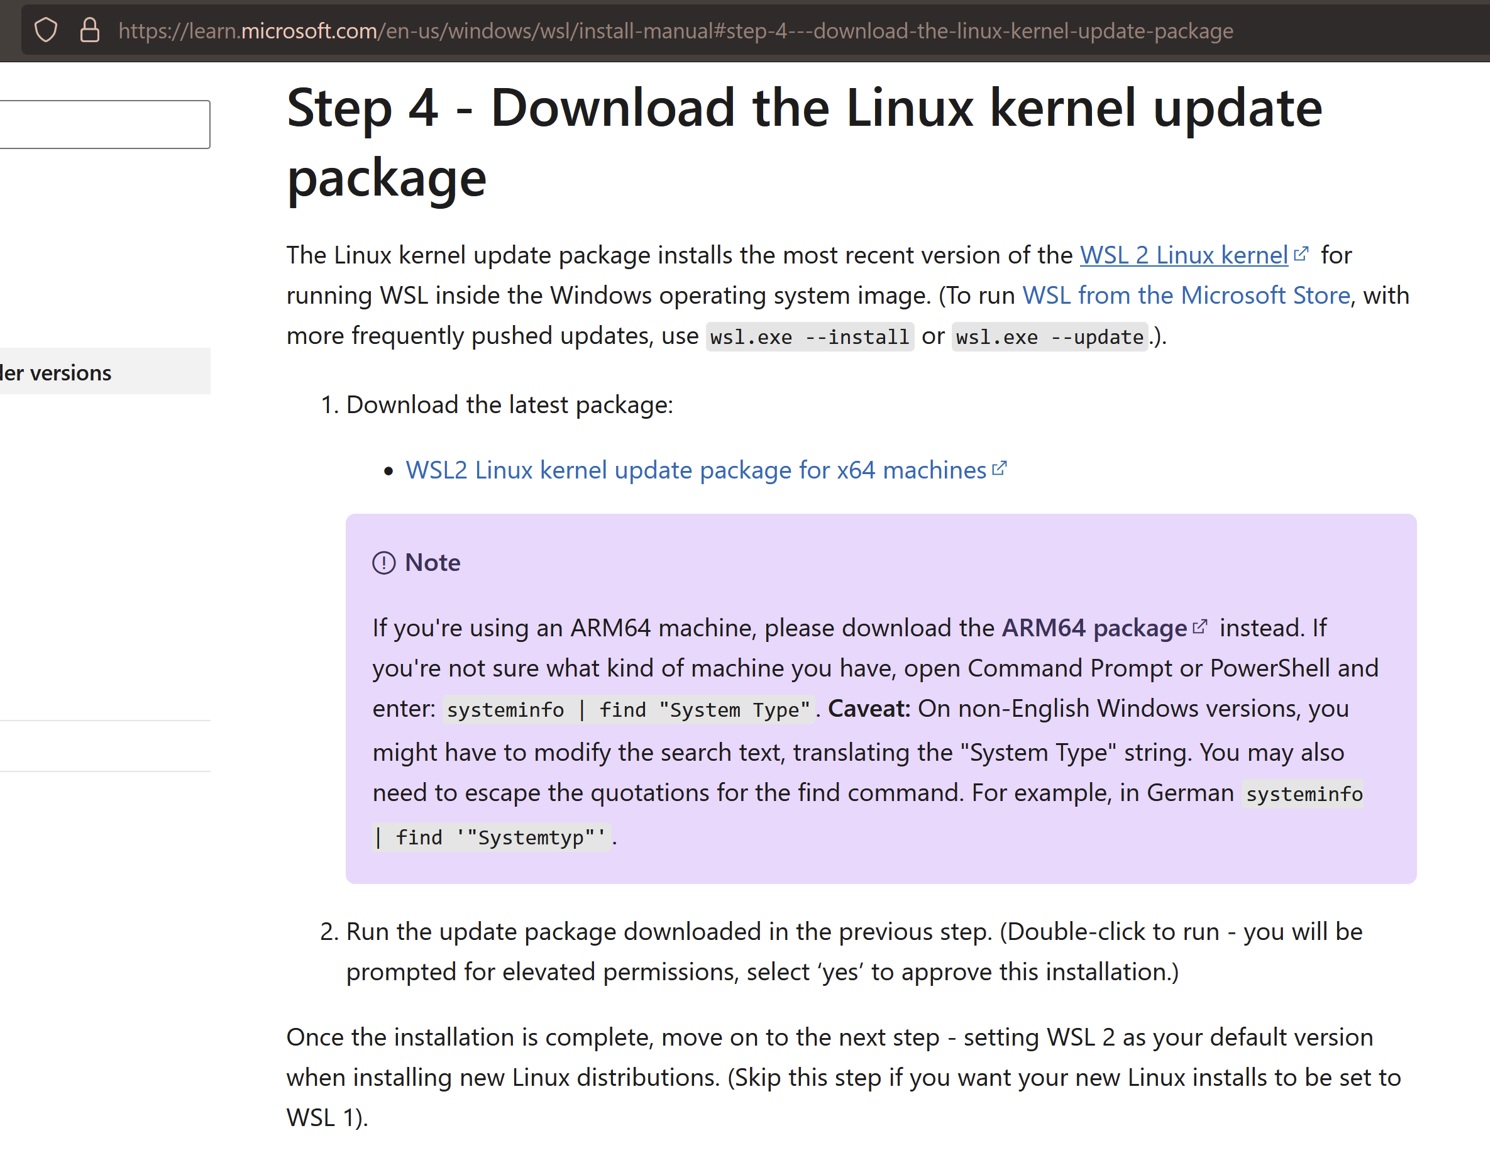 https://learn.microsoft.com/en-us/windows/wsl/install-manual#step-4---download-the-linux-kernel-update-package
Step 4 - Download the Linux kernel update
package
The Linux kernel update package installs the most recent version of the WSL 2 Linux kernel for
running WSL inside the Windows operating system image. (To run WSL from the Microsoft Store, with
more frequently pushed updates, use wsl.exe --install or wsl.exe --update.).
ler versions
1. Download the latest package:
• WSL2 Linux kernel update package for x64 machines
Note
If you're using an ARM64 machine, please download the ARM64 package instead. If
you're not sure what kind of machine you have, open Command Prompt or PowerShell and
enter: systeminfo | find "System Type". Caveat: On non-English Windows versions, you
might have to modify the search text, translating the "System Type" string. You may also
need to escape the quotations for the find command. For example, in German systeminfo
| find '"Systemtyp"'.
2. Run the update package downloaded in the previous step. (Double-click to run - you will be
prompted for elevated permissions, select ‘yes’ to approve this installation.)
Once the installation is complete, move on to the next step - setting WSL 2 as your default version
when installing new Linux distributions. (Skip this step if you want your new Linux installs to be set to
WSL 1).